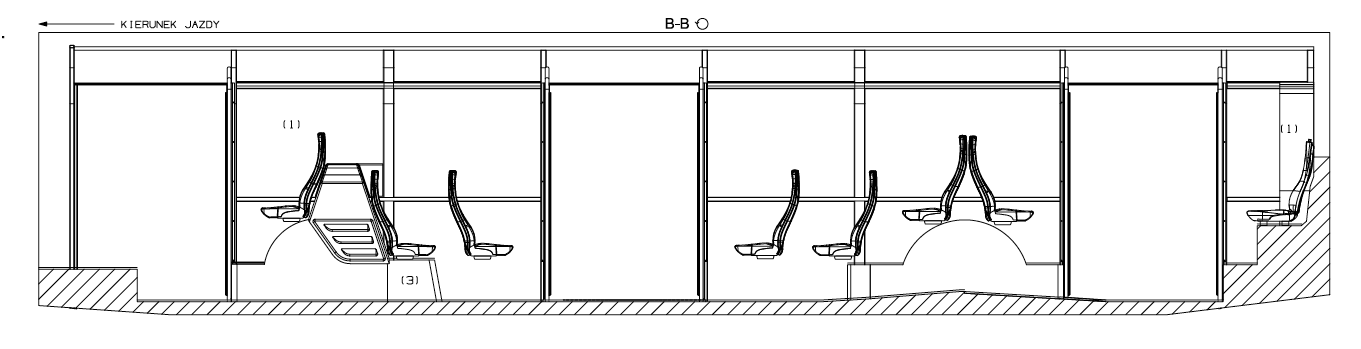 KIERUNEK JAZDY
B-B
(1)
(1)
(3)